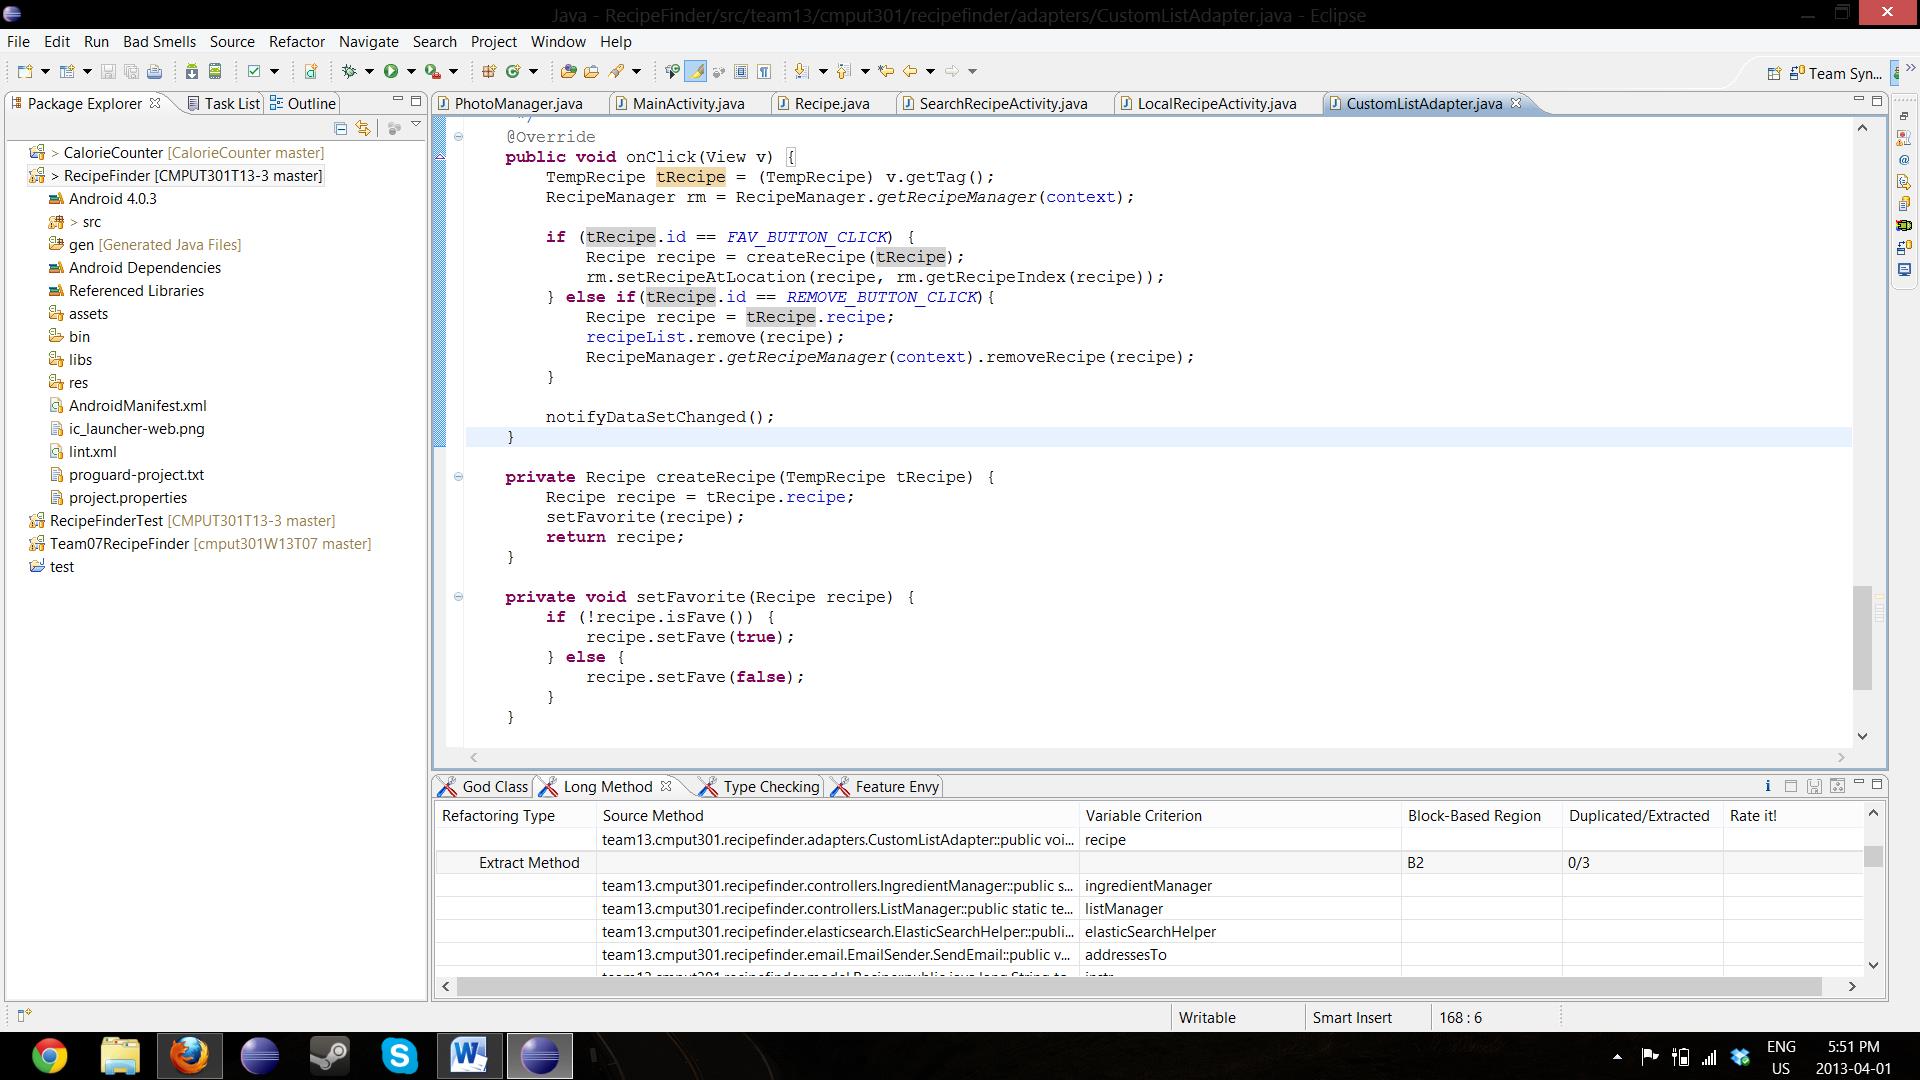 Java - RecipeFinder/src/team13/cmput301/recipefinder/adapters/CustomListAdapter.java - Eclipse
File Edit Run Bad Smells Source Refactor Navigate Search Project Window Help
Team Syn...
Package Explorer Task List Outline
PhotoManager.java MainActivity.java Recipe.java SearchRecipeActivity.java LocalRecipeActivity.java CustomListAdapter.java
> CalorieCounter [CalorieCounter master]
> RecipeFinder [CMPUT301T13-3 master]
Android 4.0.3
> src
gen [Generated Java Files]
Android Dependencies
Referenced Libraries
assets
bin
libs
res
AndroidManifest.xml
ic_launcher-web.png
lint.xml
proguard-project.txt
project.properties
RecipeFinderTest [CMPUT301T13-3 master]
Team07RecipeFinder [cmput301W13T07 master]
test
*/
@Override
public void onClick(View v) {
TempRecipe tRecipe = (TempRecipe) v.getTag();
RecipeManager rm = RecipeManager.getRecipeManager(context);
if (tRecipe.id == FAV_BUTTON_CLICK) {
Recipe recipe = createRecipe(tRecipe);
rm.setRecipeAtLocation(recipe, rm.getRecipeIndex(recipe));
} else if(tRecipe.id == REMOVE_BUTTON_CLICK){
Recipe recipe = tRecipe.recipe;
recipeList.remove(recipe);
RecipeManager.getRecipeManager(context).removeRecipe(recipe);
}
notifyDataSetChanged();
}
private Recipe createRecipe(TempRecipe tRecipe) {
Recipe recipe = tRecipe.recipe;
setFavorite(recipe);
return recipe;
}
private void setFavorite(Recipe recipe) {
if (!recipe.isFave()) {
recipe.setFave(true);
} else {
recipe.setFave(false);
}
}
God Class Long Method Type Checking Feature Envy
Refactoring Type Source Method Variable Criterion Block-Based Region Duplicated/Extracted Rate it!
team13.cmput301.recipefinder.adapters.CustomListAdapter::public voi... recipe
Extract Method B2 0/3
team13.cmput301.recipefinder.controllers.IngredientManager::public s... ingredientManager
team13.cmput301.recipefinder.controllers.ListManager::public static te... listManager
team13.cmput301.recipefinder.elasticsearch.ElasticSearchHelper::publi... elasticSearchHelper
team13.cmput301.recipefinder.email.EmailSender.SendEmail::public v... addressesTo
Writable Smart Insert 168 : 6
ENG
US
5:51 PM
2013-04-01